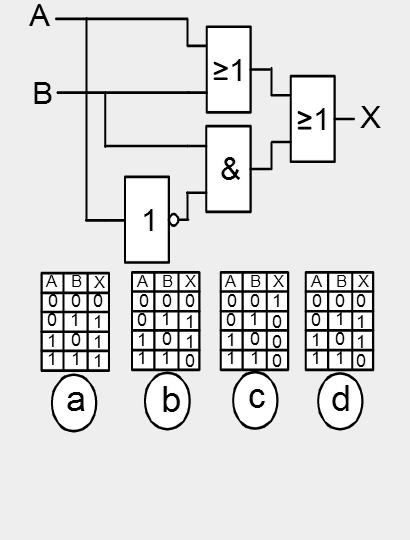 A
≥1
B
≥1
X
&
1
A B X A B X A B X A B X
0 0 0 0 0 0 0 0 1 0 0 0
0 1 1 0 1 1 0 1 0 0 1 1
1 0 1 1 0 1 1 0 0 1 0 1
1 1 1 1 1 0 1 1 0 1 1 0
a b c d